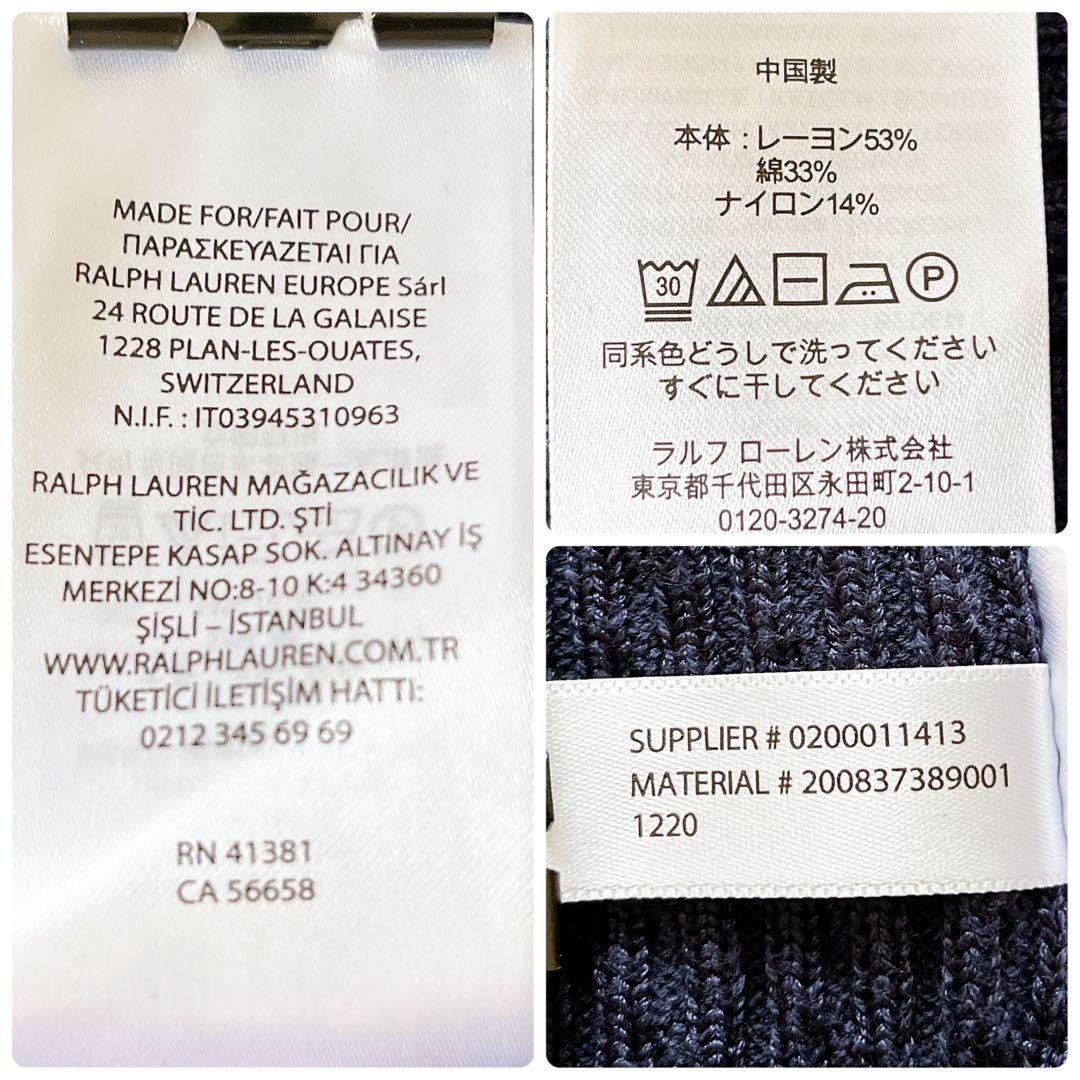 MADE FOR/FAIT POUR/
ΠΑΡΑΣΚΕΥΑΖΕΤΑΙ ΓΙΑ
RALPH LAUREN EUROPE Sárl
24 ROUTE DE LA GALAISE
1228 PLAN-LES-OUATES,
SWITZERLAND
N.I.F. : IT03945310963
RALPH LAUREN MAĞAZACILIK VE
TİC. LTD. ŞTİ
ESENTEPE KASAP SOK. ALTINAY İŞ
MERKEZİ NO:8-10 K:4 34360
ŞİŞLİ – İSTANBUL
WWW.RALPHLAUREN.COM.TR
TÜKETİCİ İLETİŞİM HATTI:
0212 345 69 69
RN 41381
CA 56658
中国製
本体 : レーヨン53%
綿33%
ナイロン14%
30 P
同系色どうしで洗ってください
すぐに干してください
ラルフ ローレン株式会社
東京都千代田区永田町2-10-1
0120-3274-20
SUPPLIER # 0200011413
MATERIAL # 200837389001
1220